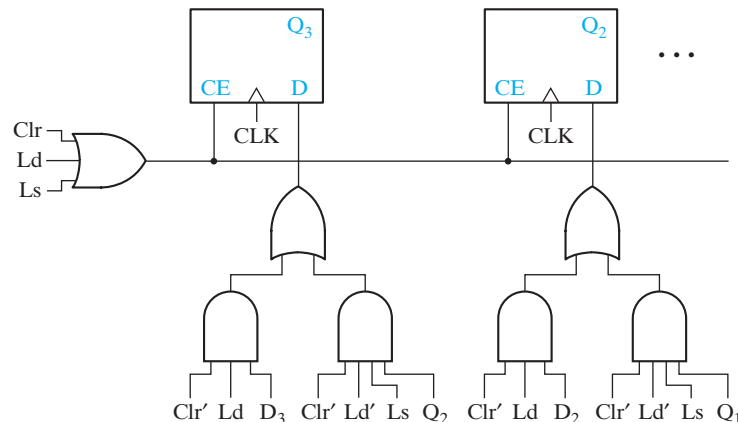 Q3 Q2
CE D CE D
...
Clr CLK CLK
Ld
Ls
Clr′ Ld D3 Clr′ Ld′ Ls Q2 Clr′ Ld D2 Clr′ Ld′ Ls Q1